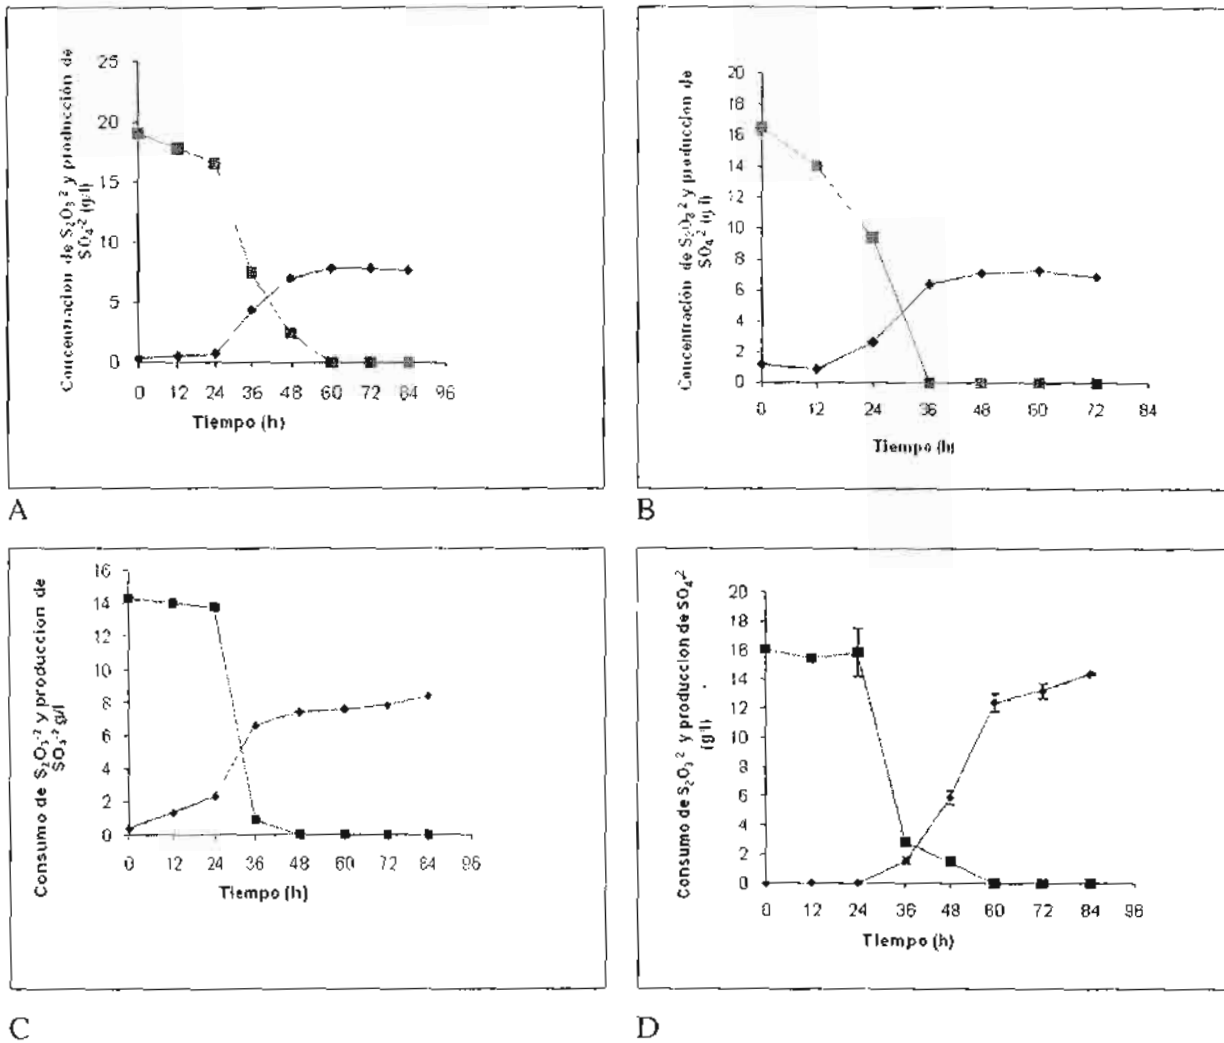 Concentracion de S₂O₃⁻² y producción de
SO₄⁻² (g/l)
25
20
15
10
5
0
0 12 24 36 48 60 72 84 96
Tiempo (h)
A
Concentración de S₂O₃⁻² y produccion de
SO₄⁻² (g/l)
20
18
16
14
12
10
8
6
4
2
0
0 12 24 36 48 60 72 84
Tiempo (h)
B
Consumo de S₂O₃⁻² y produccion de
SO₃⁻² g/l
16
14
12
10
8
6
4
2
0
0 12 24 36 48 60 72 84 96
Tiempo (h)
C
Consumo de S₂O₃⁻² y produccion de SO₄⁻²
(g/l)
20
18
16
14
12
10
8
6
4
2
0
0 12 24 36 48 60 72 84 96
Tiempo (h)
D